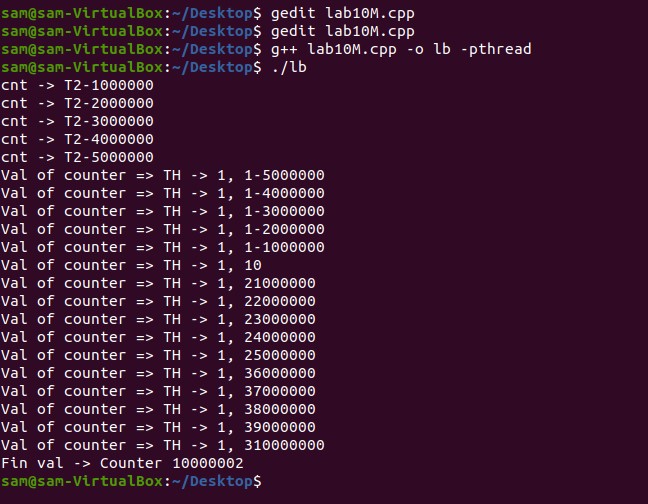 sam@sam-VirtualBox:~/Desktop$ gedit lab10M.cpp
sam@sam-VirtualBox:~/Desktop$ gedit lab10M.cpp
sam@sam-VirtualBox:~/Desktop$ g++ lab10M.cpp -o lb -pthread
sam@sam-VirtualBox:~/Desktop$ ./lb
cnt -> T2-1000000
cnt -> T2-2000000
cnt -> T2-3000000
cnt -> T2-4000000
cnt -> T2-5000000
Val of counter => TH -> 1, 1-5000000
Val of counter => TH -> 1, 1-4000000
Val of counter => TH -> 1, 1-3000000
Val of counter => TH -> 1, 1-2000000
Val of counter => TH -> 1, 1-1000000
Val of counter => TH -> 1, 10
Val of counter => TH -> 1, 21000000
Val of counter => TH -> 1, 22000000
Val of counter => TH -> 1, 23000000
Val of counter => TH -> 1, 24000000
Val of counter => TH -> 1, 25000000
Val of counter => TH -> 1, 36000000
Val of counter => TH -> 1, 37000000
Val of counter => TH -> 1, 38000000
Val of counter => TH -> 1, 39000000
Val of counter => TH -> 1, 310000000
Fin val -> Counter 10000002
sam@sam-VirtualBox:~/Desktop$